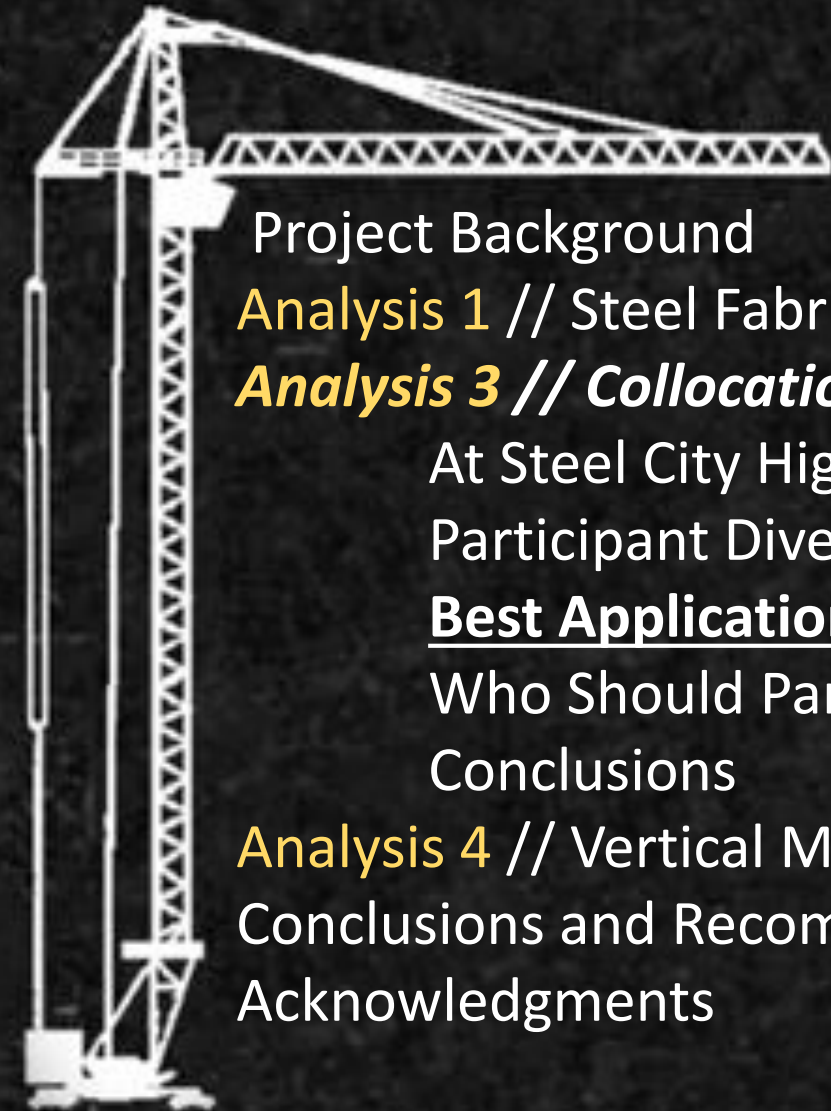 Project Background
Analysis 1 // Steel Fabr
Analysis 3 // Collocatio
At Steel City Hig
Participant Dive
Best Application
Who Should Par
Conclusions
Analysis 4 // Vertical M
Conclusions and Recom
Acknowledgments